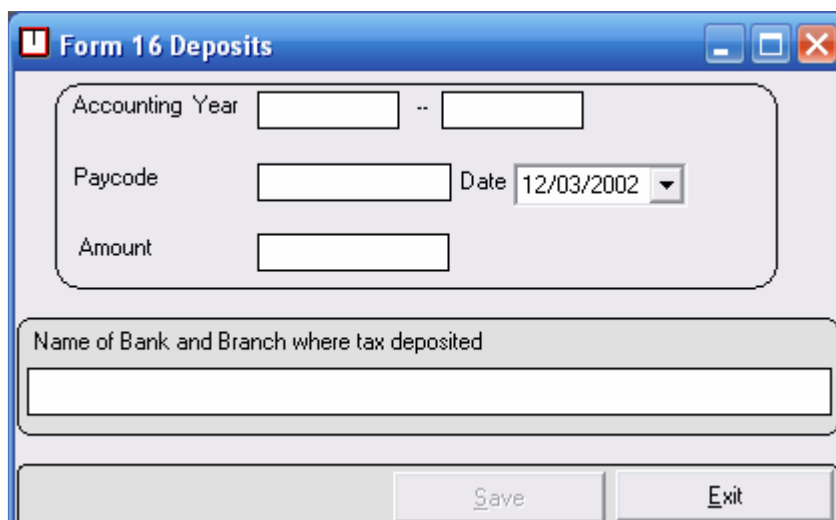 Form 16 Deposits
Accounting Year --
Paycode Date 12/03/2002
Amount
Name of Bank and Branch where tax deposited
Save Exit